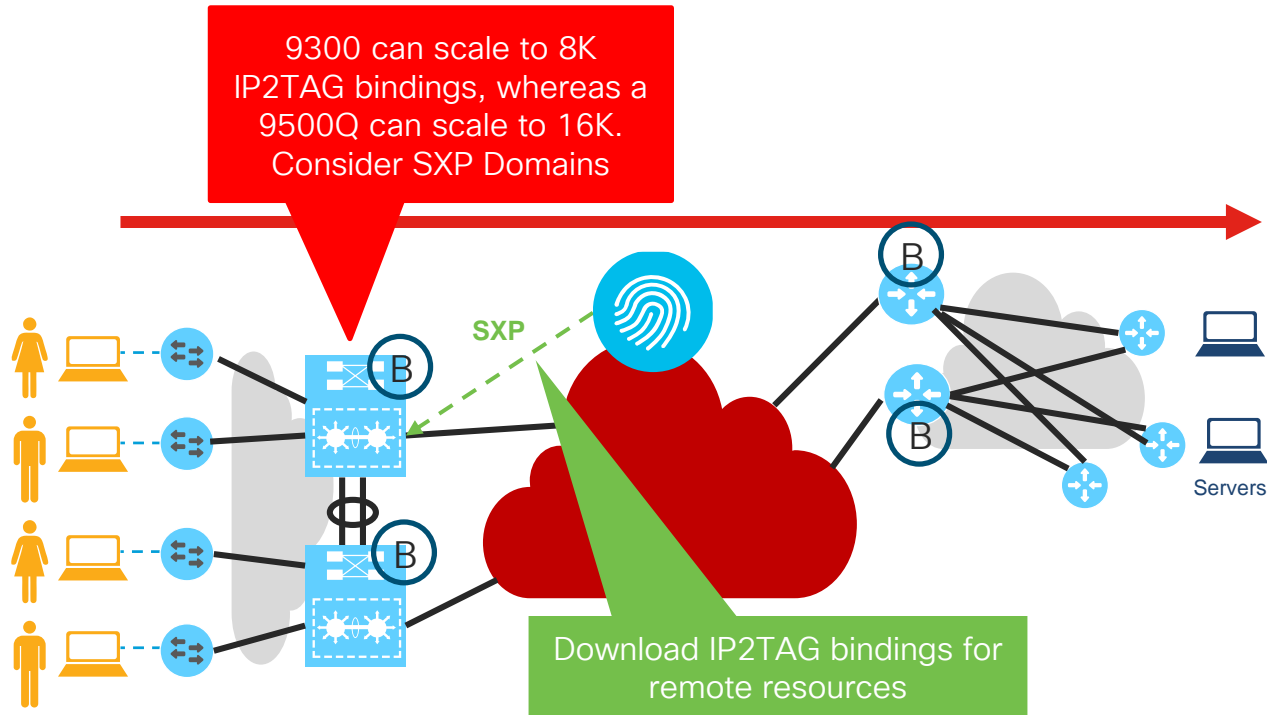 9300 can scale to 8K
IP2TAG bindings, whereas a
9500Q can scale to 16K.
Consider SXP Domains
B
SXP
B
B
B
Servers
B
Download IP2TAG bindings for
remote resources